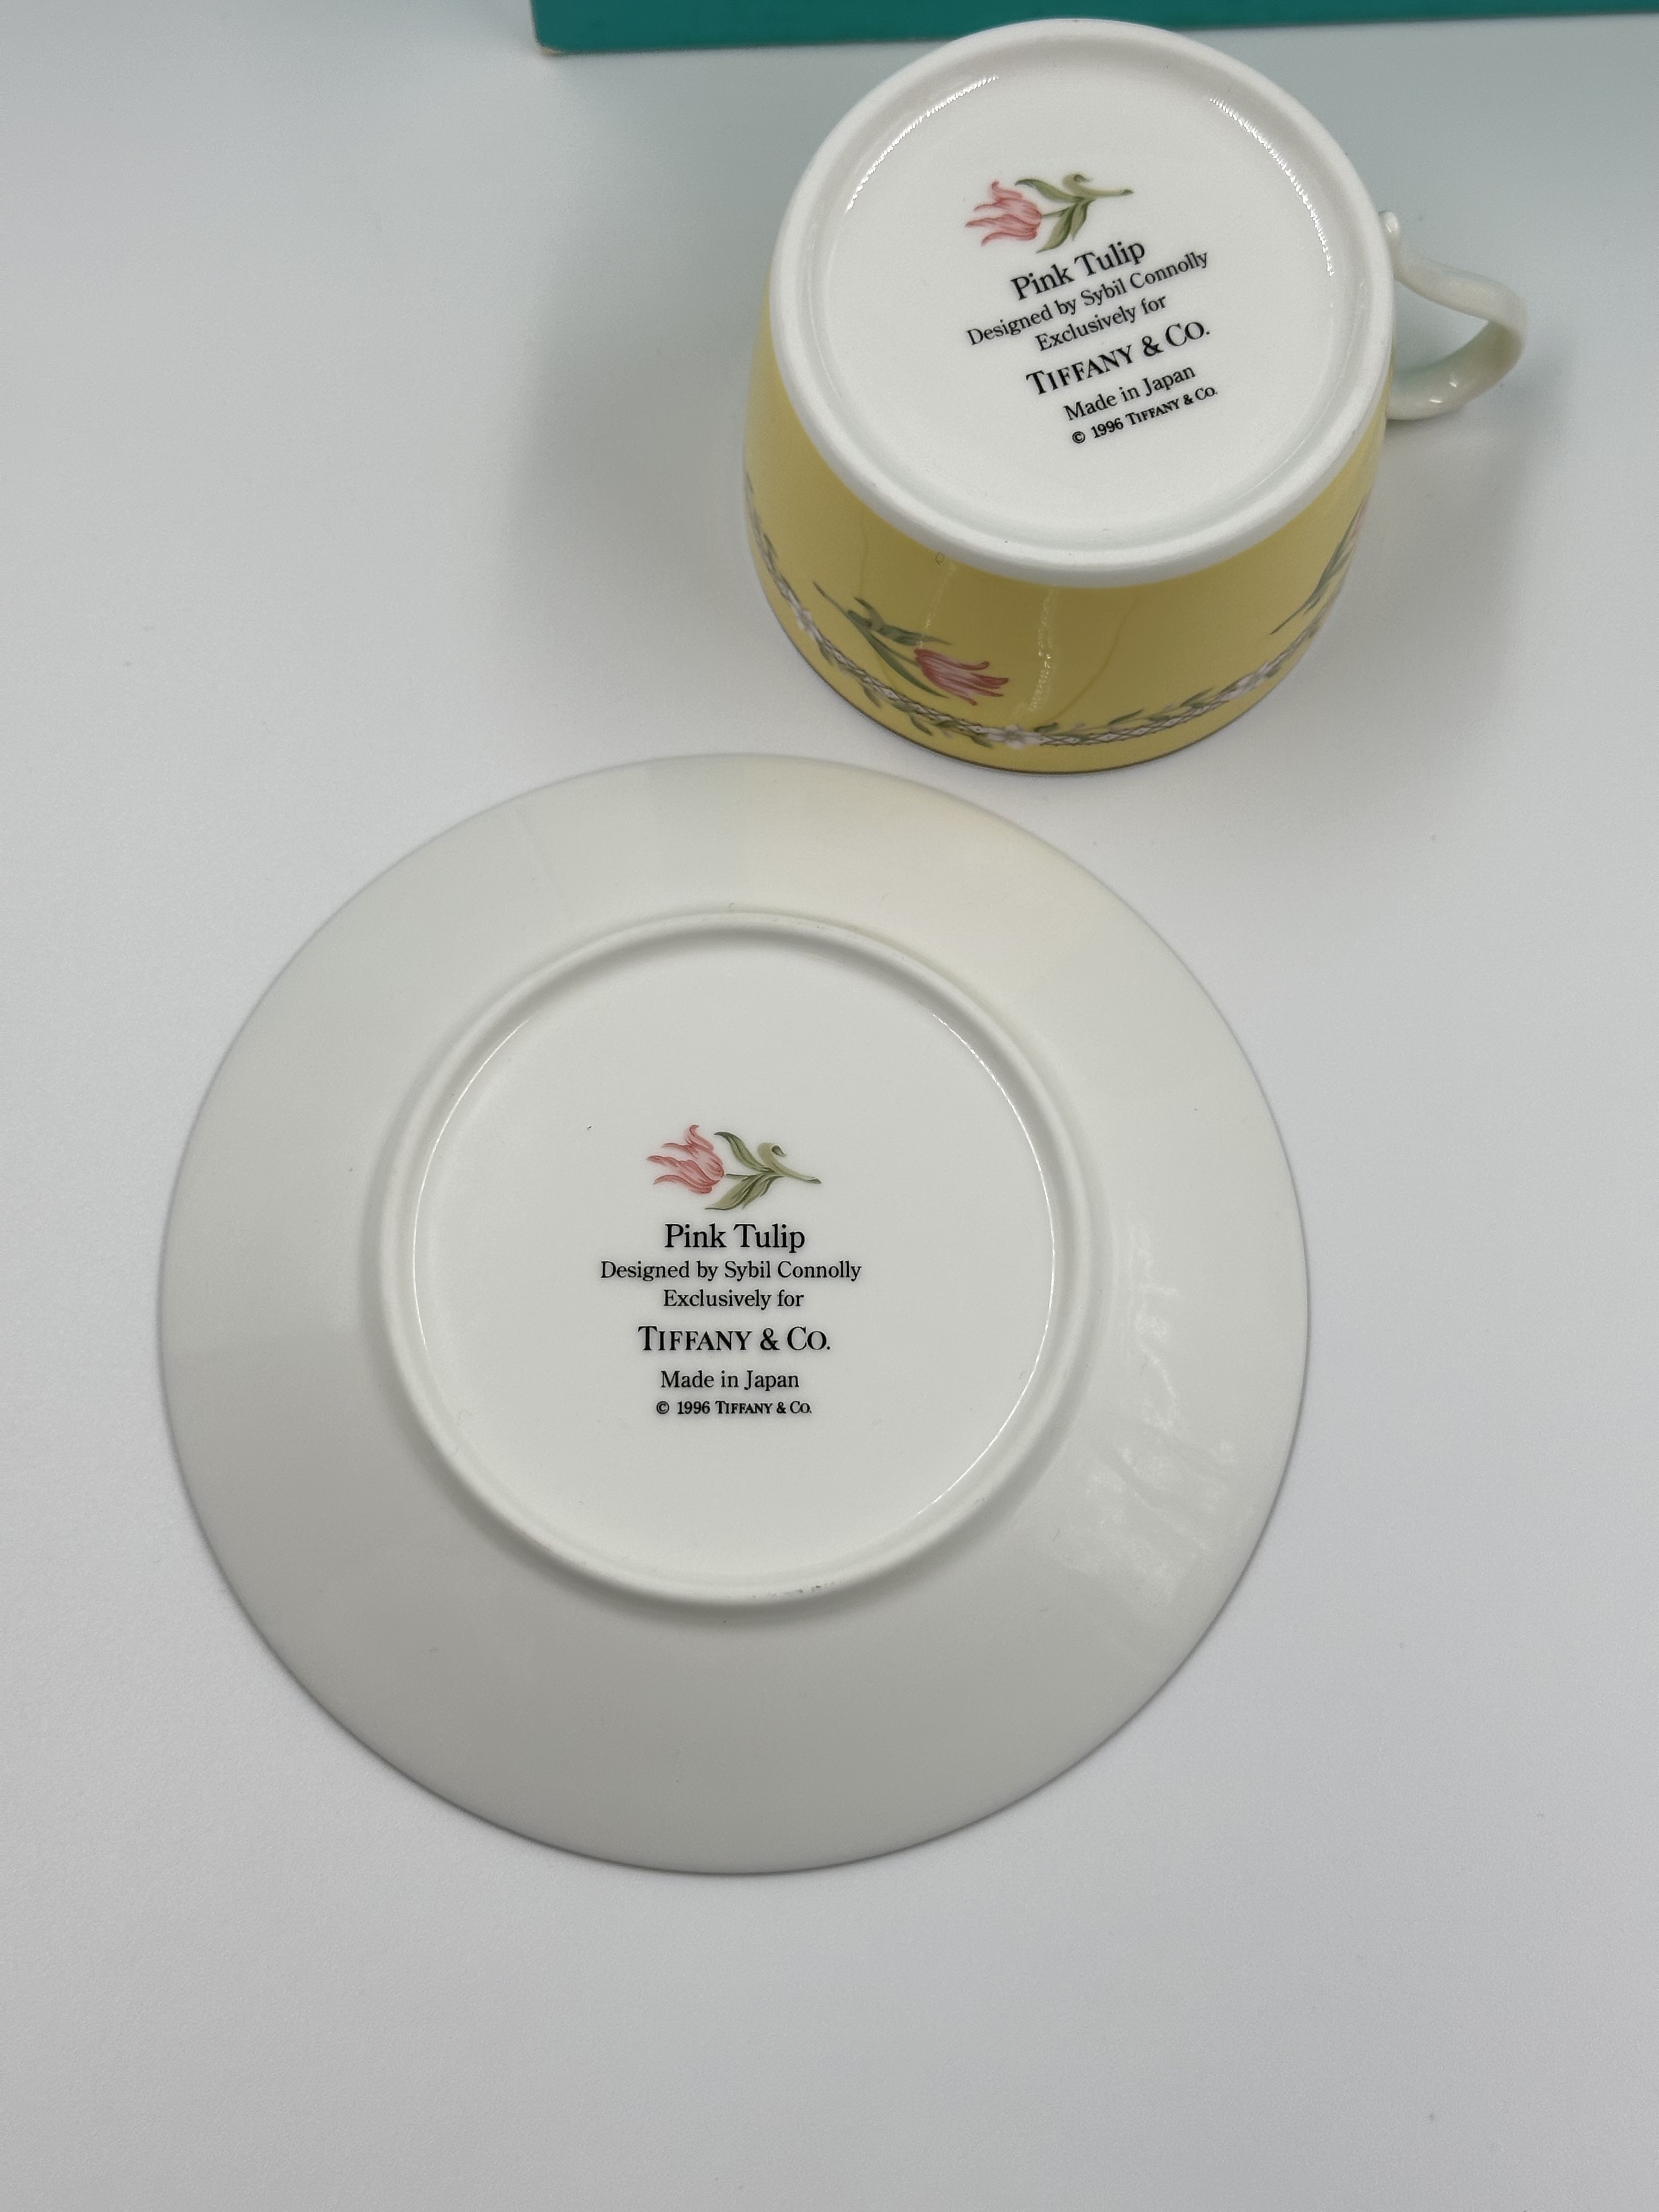 Pink Tulip
Designed by Sybil Connolly
Exclusively for
TIFFANY & CO.
Made in Japan
© 1996 TIFFANY & CO.
Pink Tulip
Designed by Sybil Connolly
Exclusively for
TIFFANY & CO.
Made in Japan
© 1996 TIFFANY & CO.